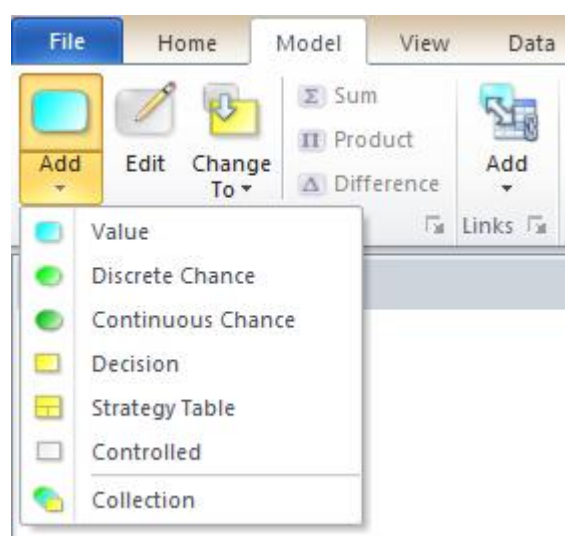 File Home Model View Data
Σ Sum
Π Product
Δ Difference
Add Edit Change To Add
Links
Value
Discrete Chance
Continuous Chance
Decision
Strategy Table
Controlled
Collection